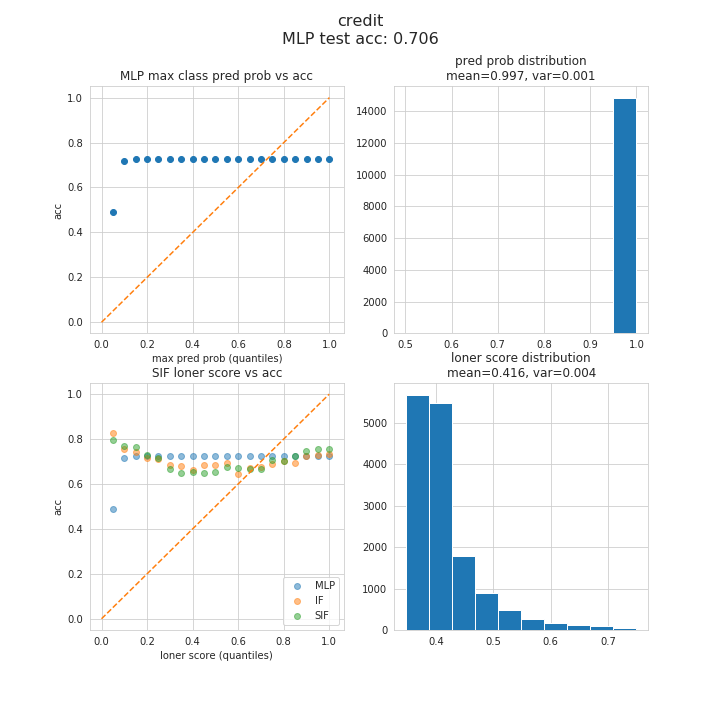 credit
MLP test acc: 0.706
MLP max class pred prob vs acc
1.0
0.8
0.6
0.4
0.2
0.0
acc
0.0 0.2 0.4 0.6 0.8 1.0
max pred prob (quantiles)
pred prob distribution
mean=0.997, var=0.001
14000
12000
10000
8000
6000
4000
2000
0
0.5 0.6 0.7 0.8 0.9 1.0
SIF loner score vs acc
1.0
0.8
0.6
0.4
0.2
0.0
acc
MLP
IF
SIF
0.0 0.2 0.4 0.6 0.8 1.0
loner score (quantiles)
loner score distribution
mean=0.416, var=0.004
5000
4000
3000
2000
1000
0
0.4 0.5 0.6 0.7